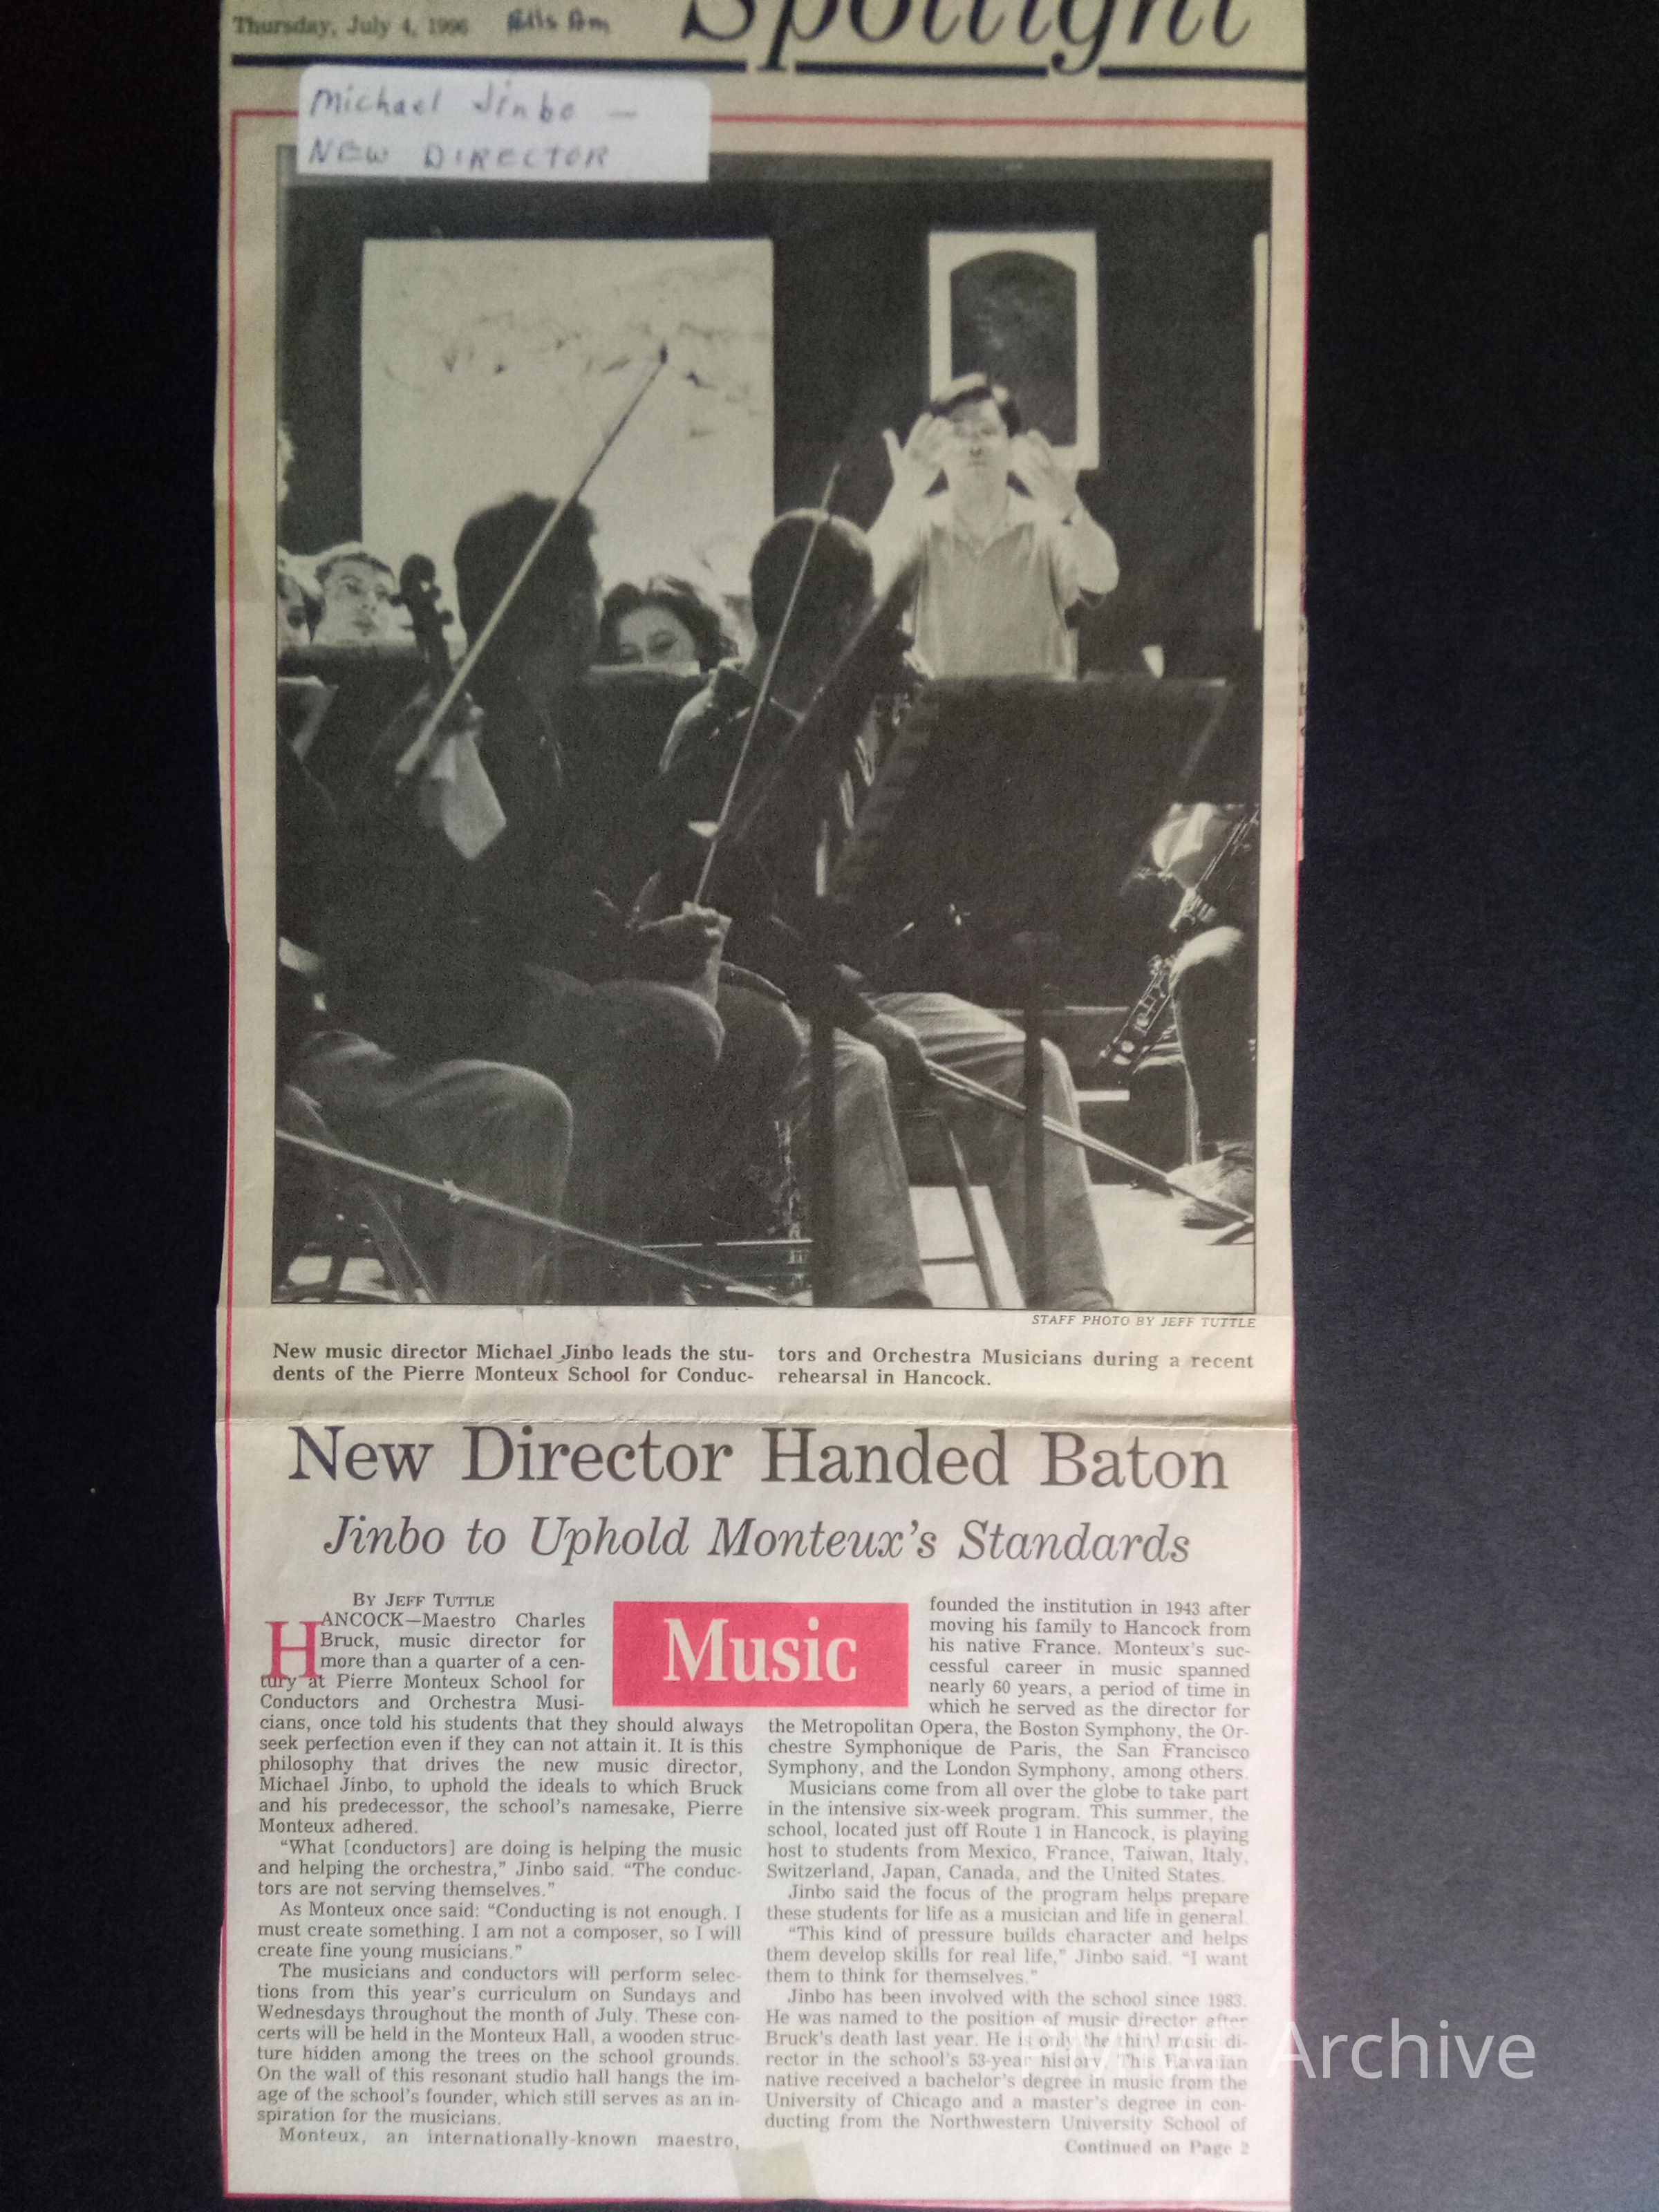 Thursday, July 4, 1996
Spotlight
Michael Jinbo —
NEW DIRECTOR
STAFF PHOTO BY JEFF TUTTLE
New music director Michael Jinbo leads the stu-
dents of the Pierre Monteux School for Conduc-
tors and Orchestra Musicians during a recent
rehearsal in Hancock.
New Director Handed Baton
Jinbo to Uphold Monteux's Standards
BY JEFF TUTTLE
HANCOCK—Maestro Charles
Bruck, music director for
more than a quarter of a cen-
tury at Pierre Monteux School for
Conductors and Orchestra Musi-
cians, once told his students that they should always
seek perfection even if they can not attain it. It is this
philosophy that drives the new music director,
Michael Jinbo, to uphold the ideals to which Bruck
and his predecessor, the school's namesake, Pierre
Monteux adhered.
“What [conductors] are doing is helping the music
and helping the orchestra,” Jinbo said. “The conduc-
tors are not serving themselves.”
As Monteux once said: “Conducting is not enough. I
must create something. I am not a composer, so I will
create fine young musicians.”
The musicians and conductors will perform selec-
tions from this year's curriculum on Sundays and
Wednesdays throughout the month of July. These con-
certs will be held in the Monteux Hall, a wooden struc-
ture hidden among the trees on the school grounds.
On the wall of this resonant studio hall hangs the im-
age of the school's founder, which still serves as an in-
spiration for the musicians.
Monteux, an internationally-known maestro,
Music
founded the institution in 1943 after
moving his family to Hancock from
his native France. Monteux's suc-
cessful career in music spanned
nearly 60 years, a period of time in
which he served as the director for
the Metropolitan Opera, the Boston Symphony, the Or-
chestre Symphonique de Paris, the San Francisco
Symphony, and the London Symphony, among others.
Musicians come from all over the globe to take part
in the intensive six-week program. This summer, the
school, located just off Route 1 in Hancock, is playing
host to students from Mexico, France, Taiwan, Italy,
Switzerland, Japan, Canada, and the United States.
Jinbo said the focus of the program helps prepare
these students for life as a musician and life in general.
“This kind of pressure builds character and helps
them develop skills for real life,” Jinbo said. “I want
them to think for themselves.”
Jinbo has been involved with the school since 1983.
He was named to the position of music director after
Bruck's death last year. He is only the third music di-
rector in the school's 53-year history. This Hawaiian
native received a bachelor's degree in music from the
University of Chicago and a master's degree in con-
ducting from the Northwestern University School of
Continued on Page 2
Archive